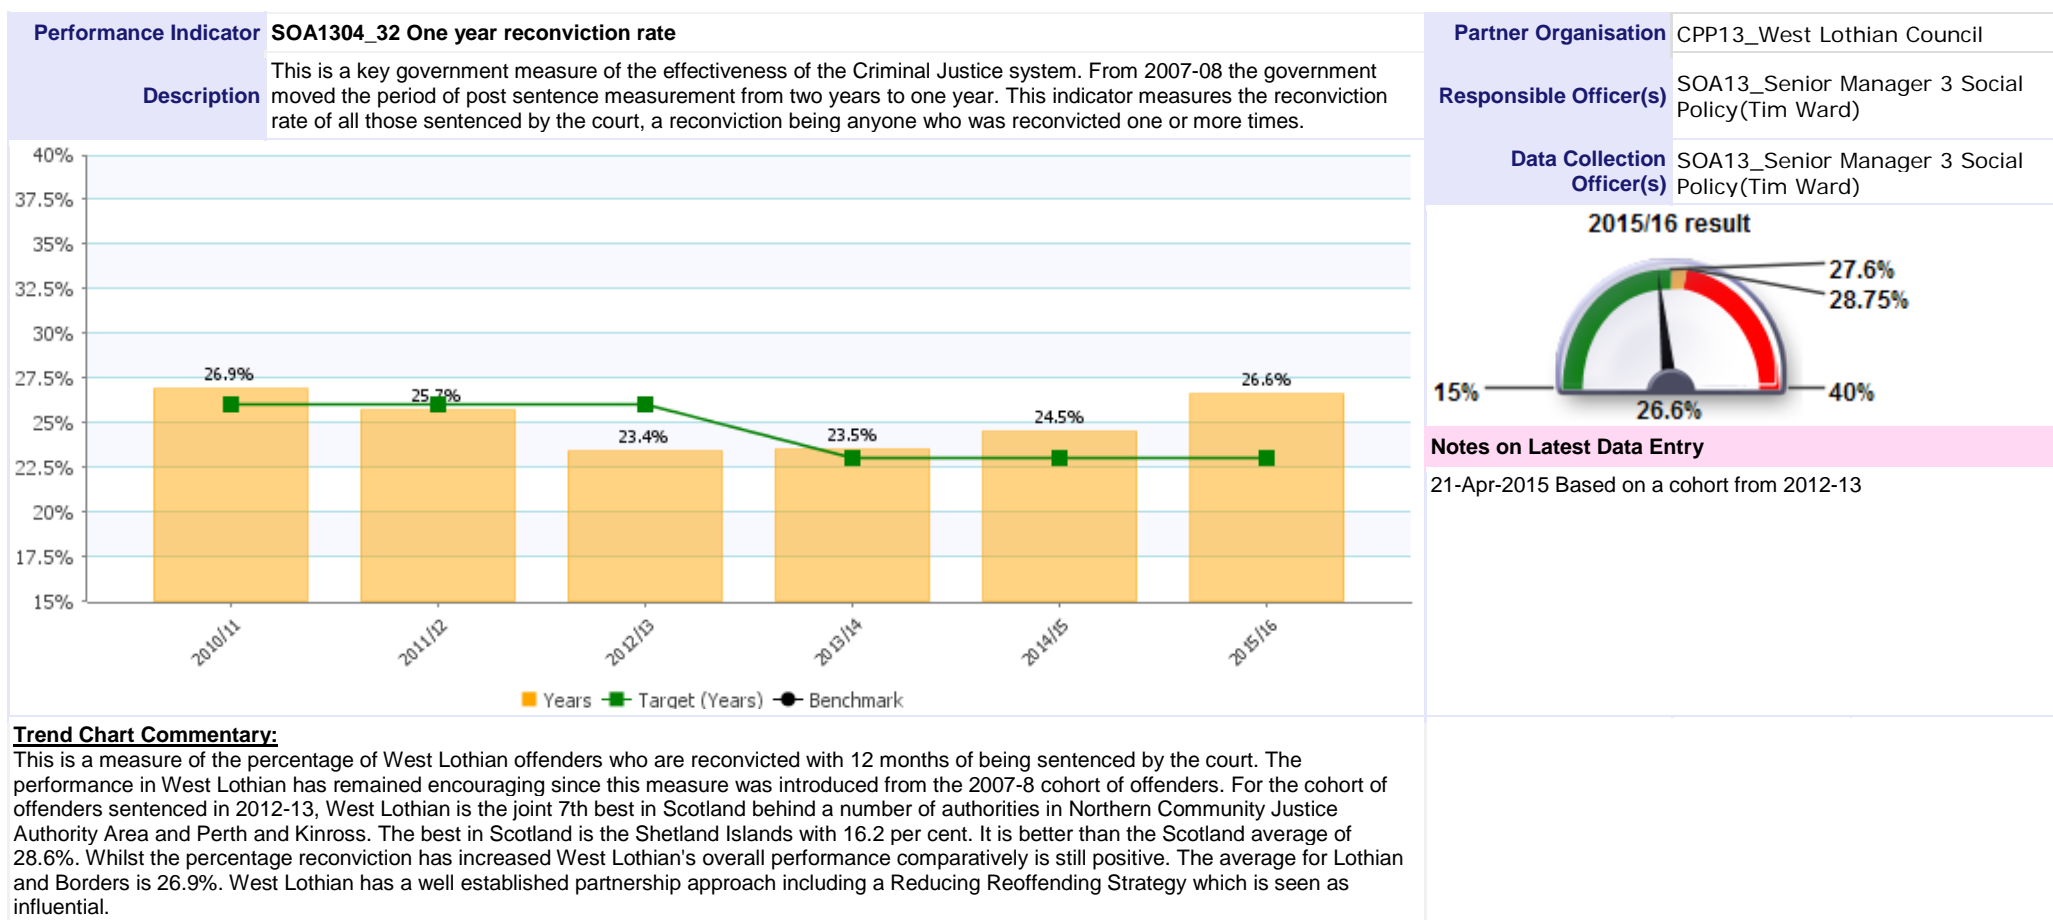 Performance Indicator SOA1304_32 One year reconviction rate
Description This is a key government measure of the effectiveness of the Criminal Justice system. From 2007-08 the government
moved the period of post sentence measurement from two years to one year. This indicator measures the reconviction
rate of all those sentenced by the court, a reconviction being anyone who was reconvicted one or more times.
Partner Organisation CPP13_West Lothian Council
Responsible Officer(s) SOA13_Senior Manager 3 Social
Policy(Tim Ward)
Data Collection
Officer(s)
SOA13_Senior Manager 3 Social
Policy(Tim Ward)
40%
37.5%
35%
32.5%
30%
27.5%
25%
22.5%
20%
17.5%
15%
26.9%
25.7%
23.4%
23.5%
24.5%
26.6%
2010/11
2011/12
2012/13
2013/14
2014/15
2015/16
Years Target (Years) Benchmark
2015/16 result
27.6%
28.75%
15%
40%
26.6%
Notes on Latest Data Entry
21-Apr-2015 Based on a cohort from 2012-13
Trend Chart Commentary:
This is a measure of the percentage of West Lothian offenders who are reconvicted with 12 months of being sentenced by the court. The
performance in West Lothian has remained encouraging since this measure was introduced from the 2007-8 cohort of offenders. For the cohort of
offenders sentenced in 2012-13, West Lothian is the joint 7th best in Scotland behind a number of authorities in Northern Community Justice
Authority Area and Perth and Kinross. The best in Scotland is the Shetland Islands with 16.2 per cent. It is better than the Scotland average of
28.6%. Whilst the percentage reconviction has increased West Lothian's overall performance comparatively is still positive. The average for Lothian
and Borders is 26.9%. West Lothian has a well established partnership approach including a Reducing Reoffending Strategy which is seen as
influential.